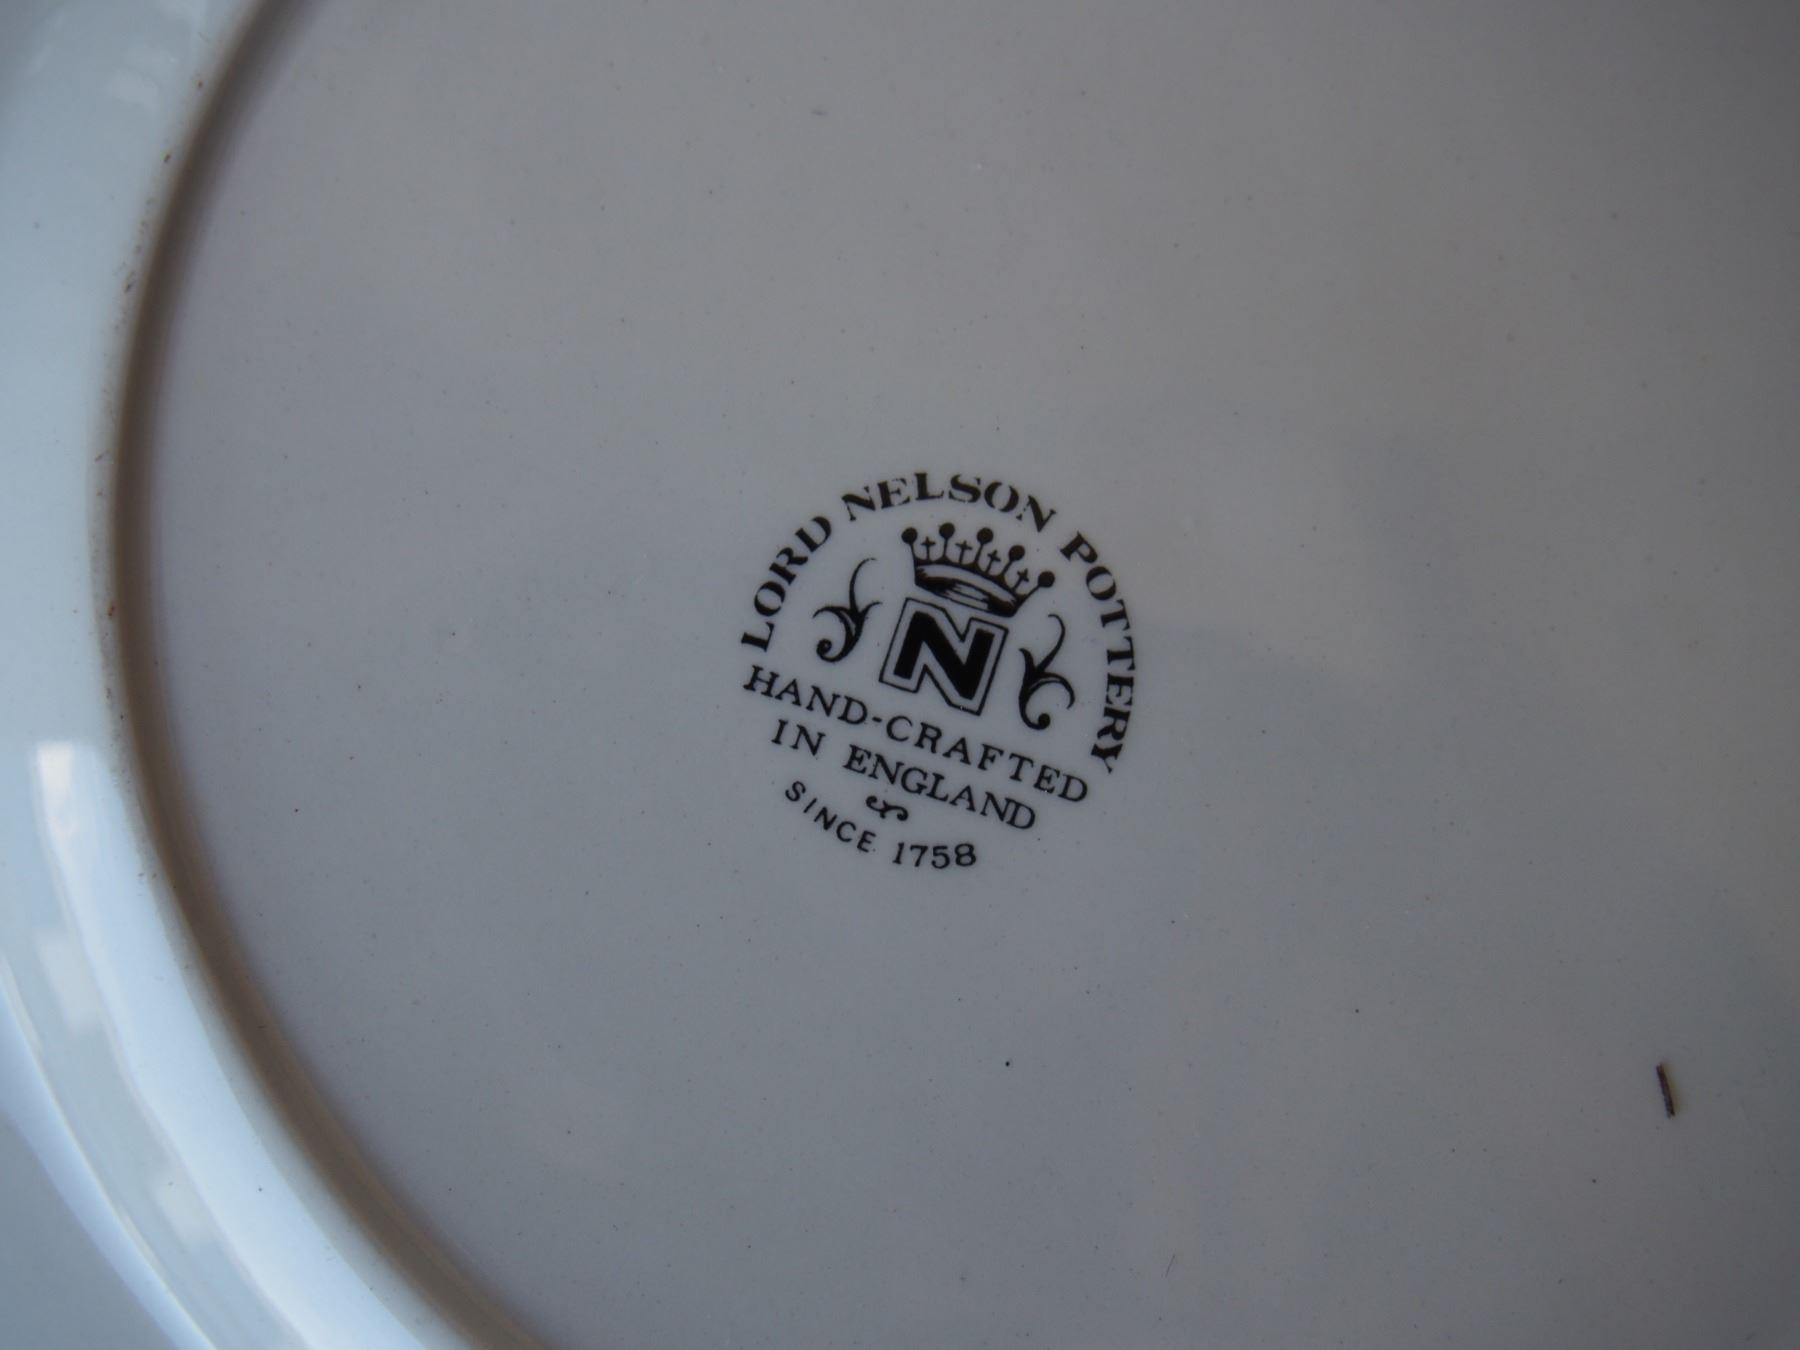 LORD NELSON POTTERY
N
HAND-CRAFTED
IN ENGLAND
&
SINCE 1758